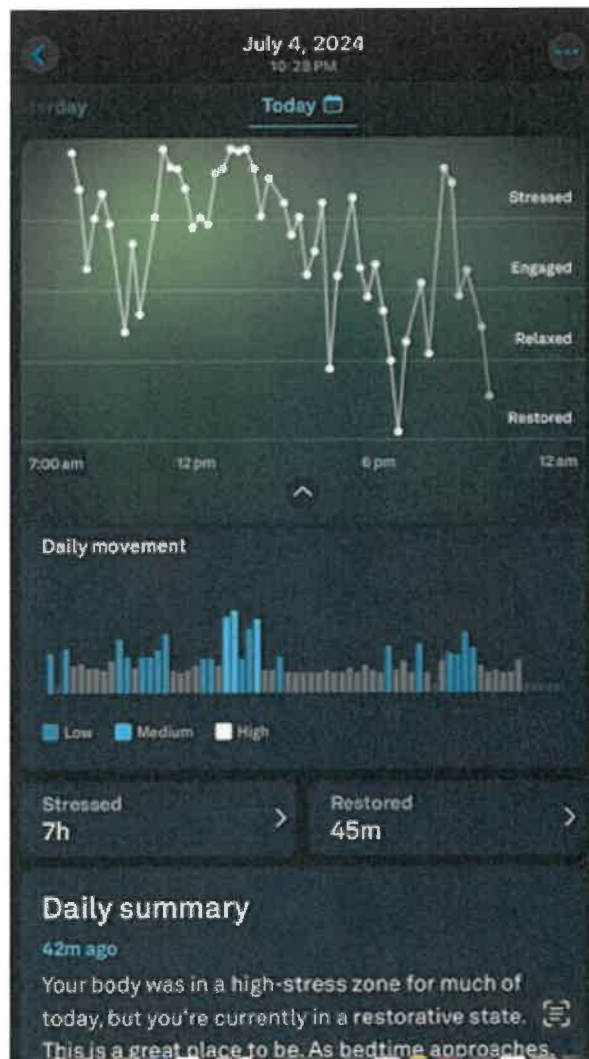 July 4, 2024
10:28 PM
Today
Stressed
Engaged
Relaxed
Restored
7:00 am 12 pm 6 pm 12 am
Daily movement
Low Medium High
Stressed
7h
Restored
45m
Daily summary
42m ago
Your body was in a high-stress zone for much of
today, but you're currently in a restorative state.
This is a great place to be. As bedtime approaches,